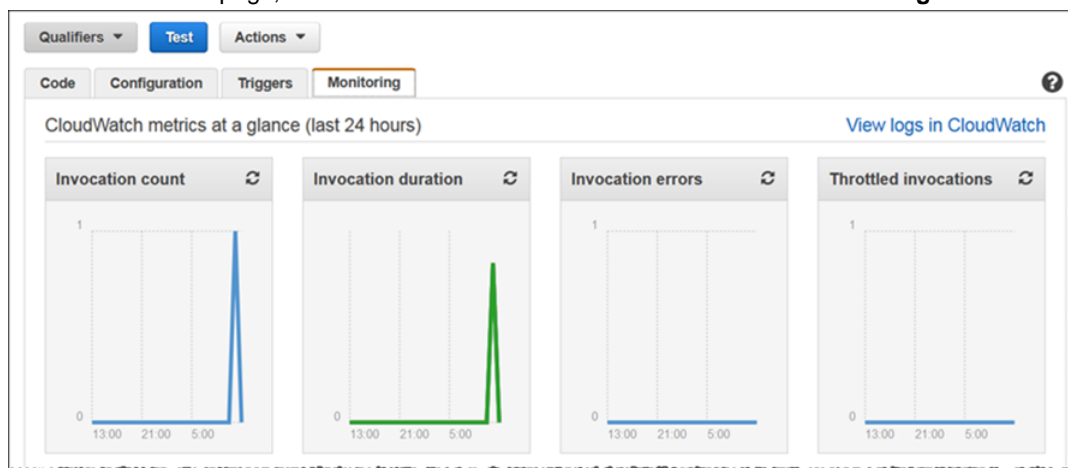 page,
Qualifiers Test Actions
Code Configuration Triggers Monitoring
CloudWatch metrics at a glance (last 24 hours) View logs in CloudWatch
Invocation count Invocation duration Invocation errors Throttled invocations
1 1 1
0 0 0 0
13:00 21:00 5:00 13:00 21:00 5:00 13:00 21:00 5:00 13:00 21:00 5:00